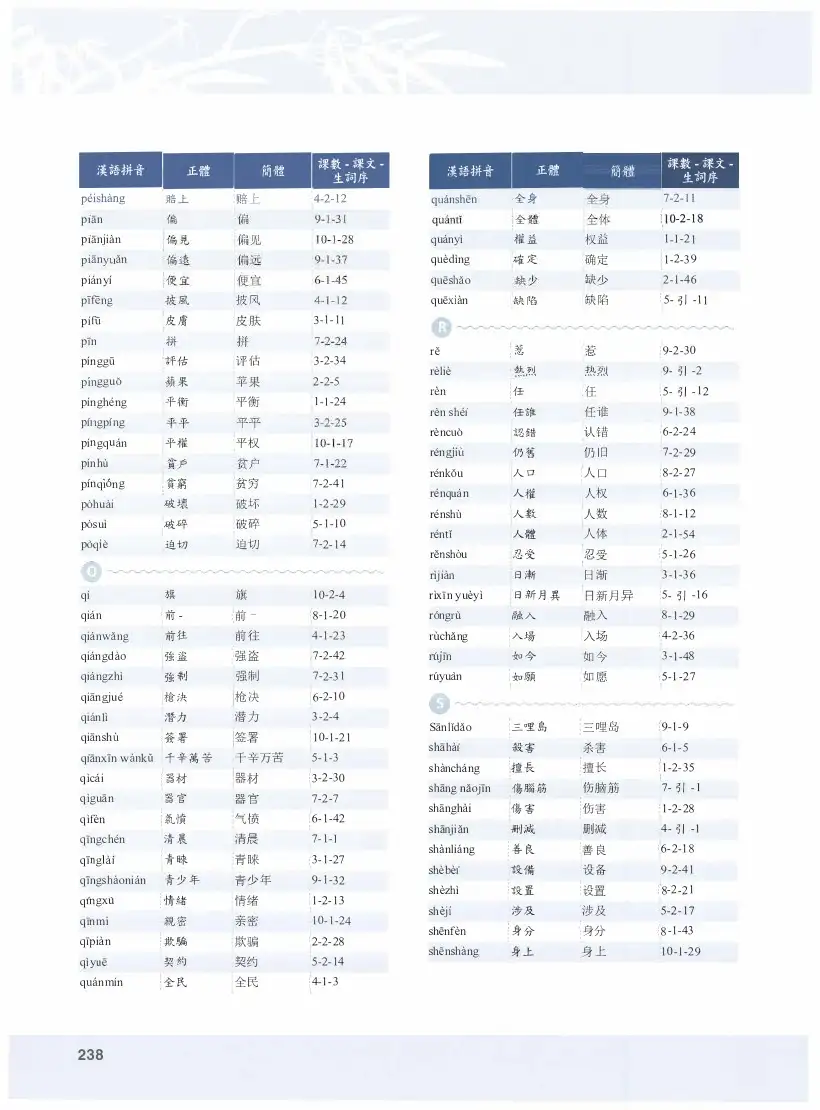 漢語拼音 正體 簡體 課數-課文-生詞序
péishàng 賠上 赔上 4-2-12
piān 偏 偏 9-1-31
piānjiàn 偏見 偏见 10-1-28
piānyuǎn 偏遠 偏远 9-1-37
piányí 便宜 便宜 6-1-45
pīfēng 披風 披风 4-1-12
pífū 皮膚 皮肤 3-1-11
pīn 拼 拼 7-2-24
pínggū 評估 评估 3-2-34
píngguǒ 蘋果 苹果 2-2-5
pínghéng 平衡 平衡 1-1-24
píngpíng 平平 平平 3-2-25
píngquán 平權 平权 10-1-17
pínhù 貧戶 贫户 7-1-22
pínqióng 貧窮 贫穷 7-2-41
pòhuài 破壞 破坏 1-2-29
pòsuì 破碎 破碎 5-1-10
pòqiè 迫切 迫切 7-2-14
Q
qí 旗 旗 10-2-4
qián 前- 前- 8-1-20
qiánwǎng 前往 前往 4-1-23
qiángdào 強盜 强盗 7-2-42
qiángzhì 強制 强制 7-2-31
qiāngjué 槍決 枪决 6-2-10
qiánlì 潛力 潜力 3-2-4
qiānshǔ 簽署 签署 10-1-21
qiānxīn wànkǔ 千辛萬苦 千辛万苦 5-1-3
qìcái 器材 器材 3-2-30
qìguān 器官 器官 7-2-7
qìfèn 氣憤 气愤 6-1-42
qīngchén 清晨 清晨 7-1-1
qīnglài 青睞 青睐 3-1-27
qīngshàonián 青少年 青少年 9-1-32
qíngxù 情緒 情绪 1-2-13
qīnmì 親密 亲密 10-1-24
qīpiàn 欺騙 欺骗 2-2-28
qìyuē 契約 契约 5-2-14
quánmín 全民 全民 4-1-3
漢語拼音 正體 簡體 課數-課文-生詞序
quánshēn 全身 全身 7-2-11
quántǐ 全體 全体 10-2-18
quányì 權益 权益 1-1-21
quèdìng 確定 确定 1-2-39
quēshǎo 缺少 缺少 2-1-46
quēxiàn 缺陷 缺陷 5-引-11
R
rě 惹 惹 9-2-30
rèliè 熱烈 热烈 9-引-2
rèn 任 任 5-引-12
rèn shéi 任誰 任谁 9-1-38
rèncuò 認錯 认错 6-2-24
réngjiù 仍舊 仍旧 7-2-29
rénkǒu 人口 人口 8-2-27
rénquán 人權 人权 6-1-36
rénshù 人數 人数 8-1-12
réntǐ 人體 人体 2-1-54
rěnshòu 忍受 忍受 5-1-26
rìjiàn 日漸 日渐 3-1-36
rìxīn yuèyì 日新月異 日新月异 5-引-16
róngrù 融入 融入 8-1-29
rùchǎng 入場 入场 4-2-36
rújīn 如今 如今 3-1-48
rúyuàn 如願 如愿 5-1-27
S
Sānlǐdǎo 三哩島 三哩岛 9-1-9
shāhài 殺害 杀害 6-1-5
shàncháng 擅長 擅长 1-2-35
shāng nǎojīn 傷腦筋 伤脑筋 7-引-1
shānghài 傷害 伤害 1-2-28
shānjiǎn 刪減 删减 4-引-1
shànliáng 善良 善良 6-2-18
shèbèi 設備 设备 9-2-41
shèzhì 設置 设置 8-2-21
shèjí 涉及 涉及 5-2-17
shēnfèn 身分 身分 8-1-43
shēnshàng 身上 身上 10-1-29
238